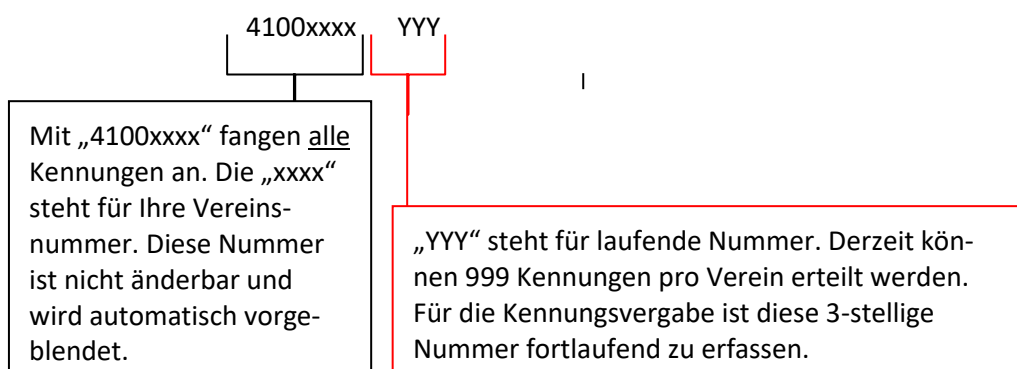 4100xxxx YYY
Mit „4100xxxx“ fangen alle
Kennungen an. Die „xxxx“
steht für Ihre Vereins-
nummer. Diese Nummer
ist nicht änderbar und
wird automatisch vorge-
blendet.
„YYY“ steht für laufende Nummer. Derzeit kön-
nen 999 Kennungen pro Verein erteilt werden.
Für die Kennungsvergabe ist diese 3-stellige
Nummer fortlaufend zu erfassen.